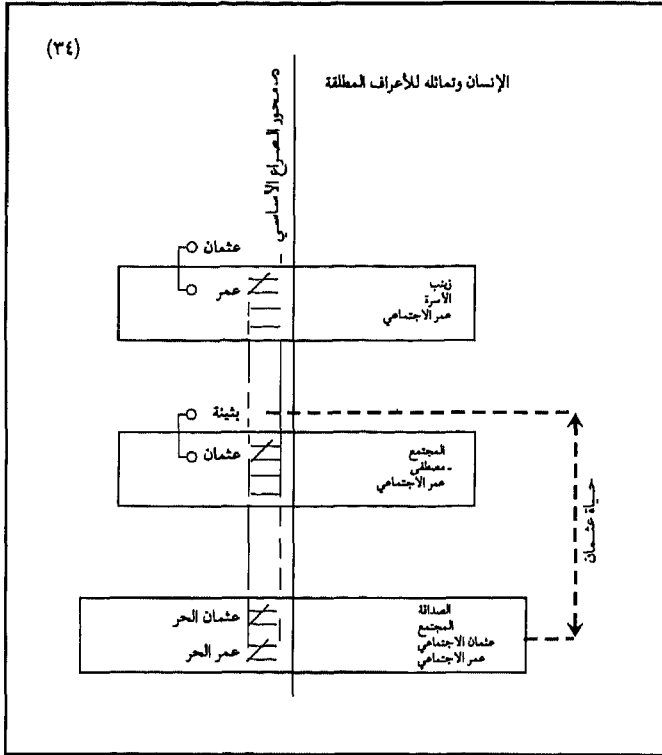 (٣٤)
الإنسان وتماثله للأعراف المطلقة
محور الصراع الأساسي
عثمان
عمر
زينب
الأسرة
عمر الاجتماعي
بثينة
عثمان
المجتمع
- مصطفى
عمر الاجتماعي
حياة عثمان
عثمان الحر
عمر الحر
الصداقة
المجتمع
عثمان الاجتماعي
عمر الاجتماعي